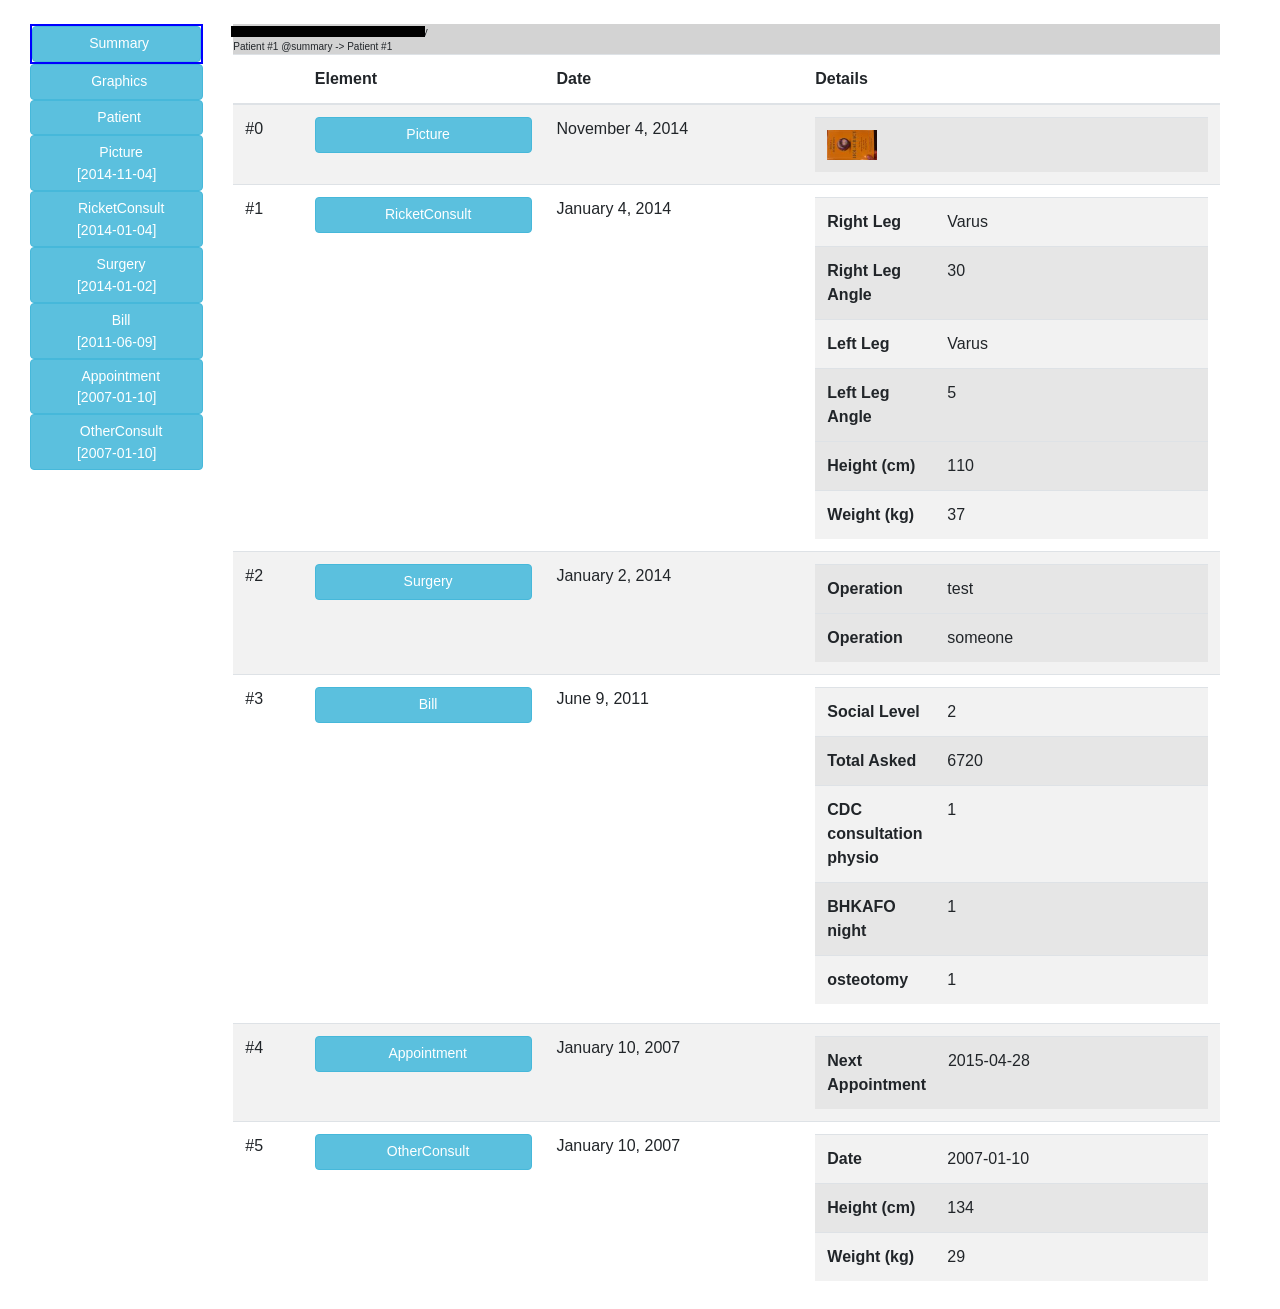 Summary
Graphics
Patient
Picture
[2014-11-04]
RicketConsult
[2014-01-04]
Surgery
[2014-01-02]
Bill
[2011-06-09]
Appointment
[2007-01-10]
OtherConsult
[2007-01-10]
Patient #1 @summary -> Patient #1
Element Date Details
#0 Picture November 4, 2014
#1 RicketConsult January 4, 2014
Right Leg Varus
Right Leg 30
Angle
Left Leg Varus
Left Leg 5
Angle
Height (cm) 110
Weight (kg) 37
#2 Surgery January 2, 2014
Operation test
Operation someone
#3 Bill June 9, 2011
Social Level 2
Total Asked 6720
CDC 1
consultation
physio
BHKAFO 1
night
osteotomy 1
#4 Appointment January 10, 2007
Next 2015-04-28
Appointment
#5 OtherConsult January 10, 2007
Date 2007-01-10
Height (cm) 134
Weight (kg) 29